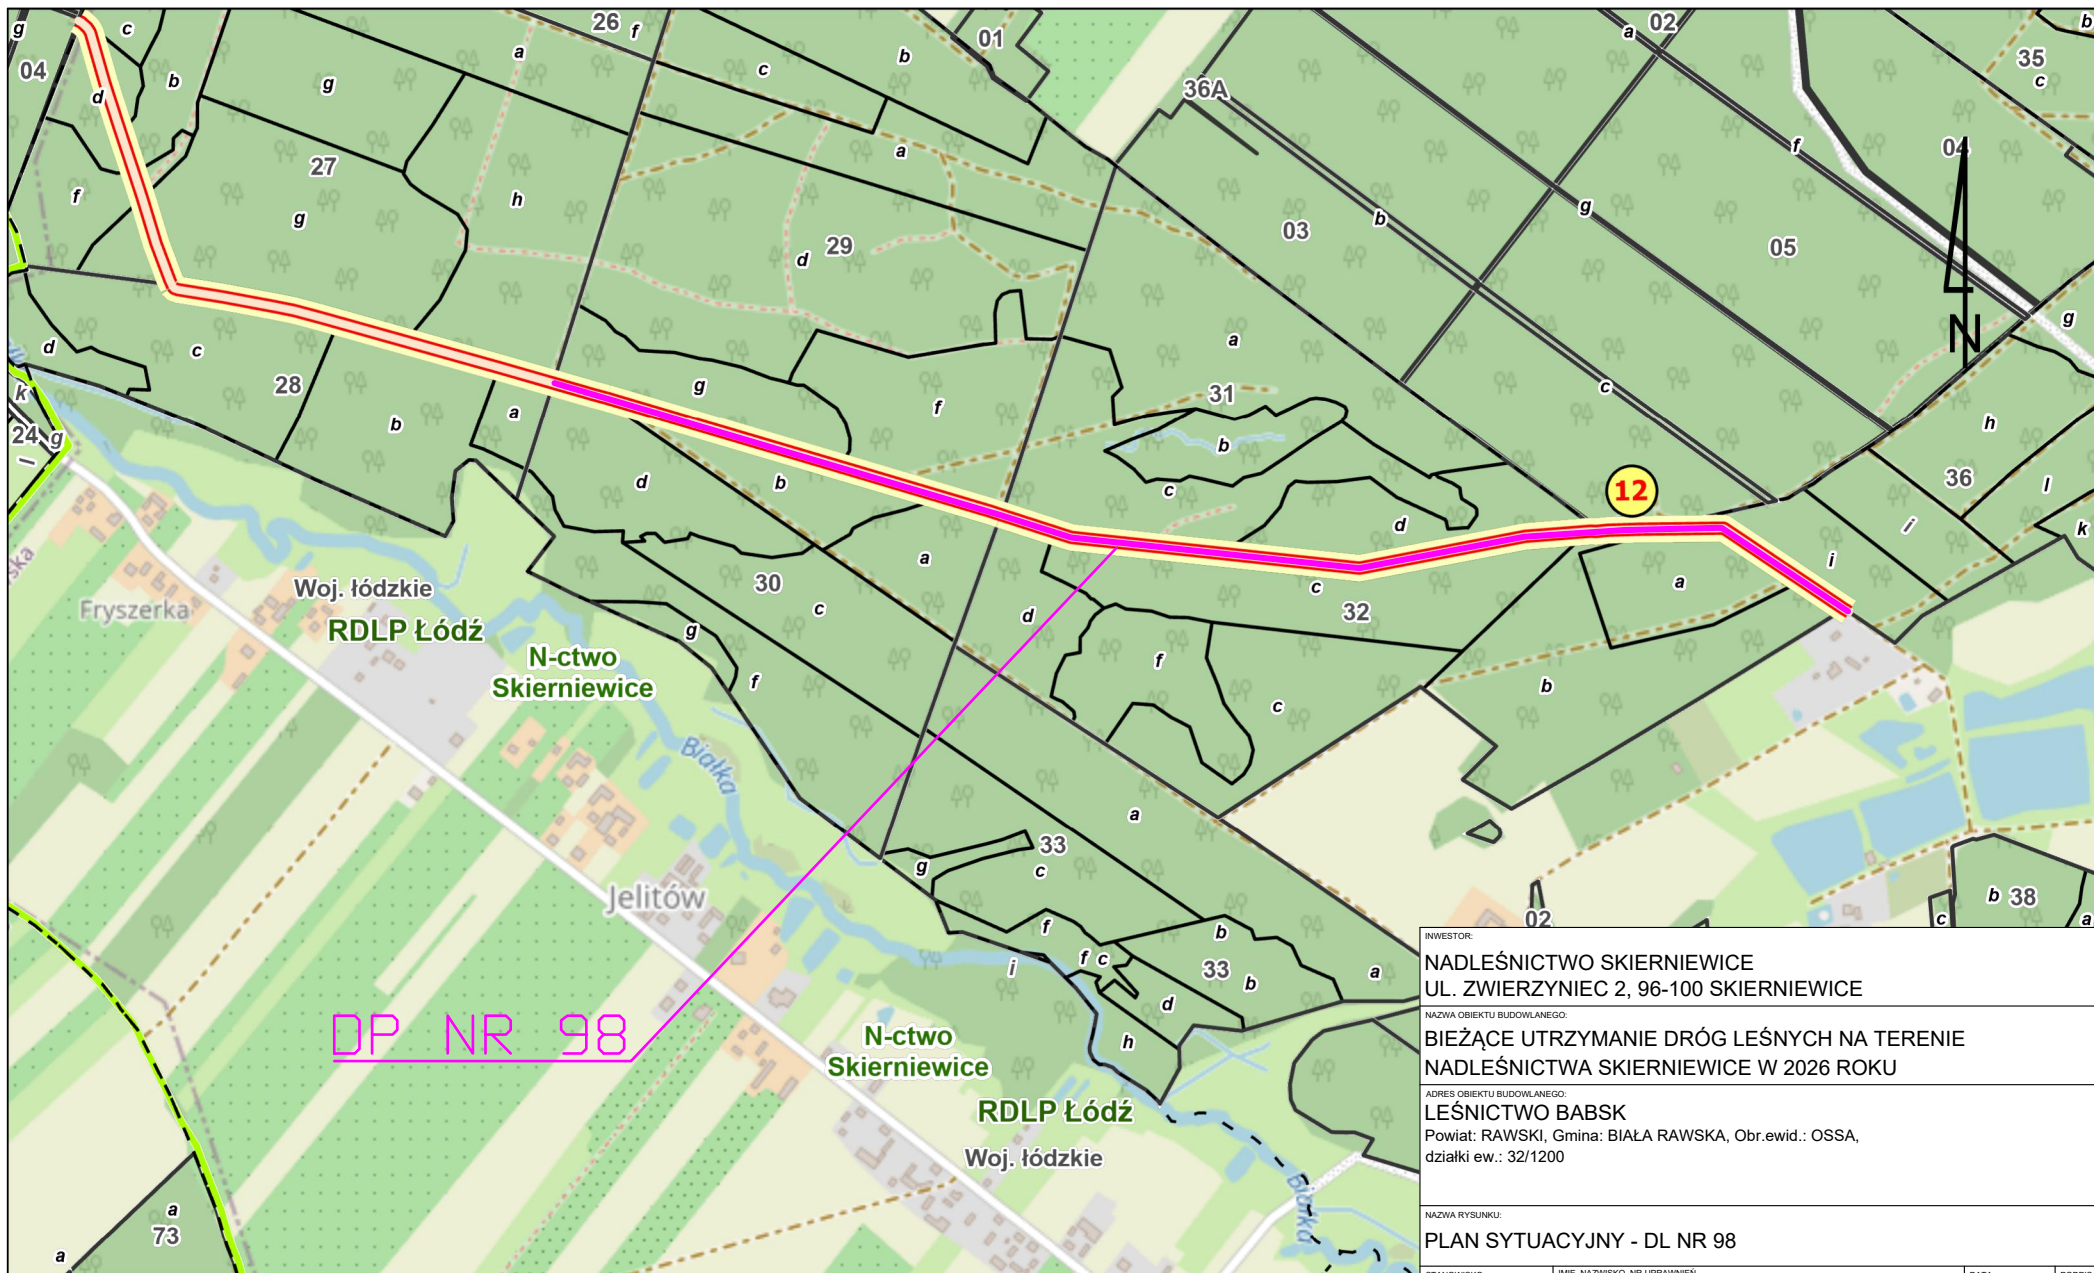 g
c
04
b
d
26
f
a
g
01
c
b
02
a
35
c
b
36A
f
04
27
g
f
h
a
29
d
03
b
g
05
g
N
d
c
28
b
a
k
24
g
l
g
f
a
31
b
c
c
h
36
l
k
i
i
12
d
a
d
b
a
30
c
g
f
d
c
32
f
c
b
Fryszerka
Woj. łódzkie
RDLP Łódź
N-ctwo
Skierniewice
Białka
Jelitów
a
33
g
c
f
f
c
b
33
b
d
h
a
i
02
c
b
38
a
DP NR 98
N-ctwo
Skierniewice
RDLP Łódź
Woj. łódzkie
Białka
a
73
a
INWESTOR:
NADLEŚNICTWO SKIERNIEWICE
UL. ZWIERZYNIEC 2, 96-100 SKIERNIEWICE
NAZWA OBIEKTU BUDOWLANEGO:
BIEŻĄCE UTRZYMANIE DRÓG LEŚNYCH NA TERENIE
NADLEŚNICTWA SKIERNIEWICE W 2026 ROKU
ADRES OBIEKTU BUDOWLANEGO:
LEŚNICTWO BABSK
Powiat: RAWSKI, Gmina: BIAŁA RAWSKA, Obr.ewid.: OSSA,
działki ew.: 32/1200
NAZWA RYSUNKU:
PLAN SYTUACYJNY - DL NR 98